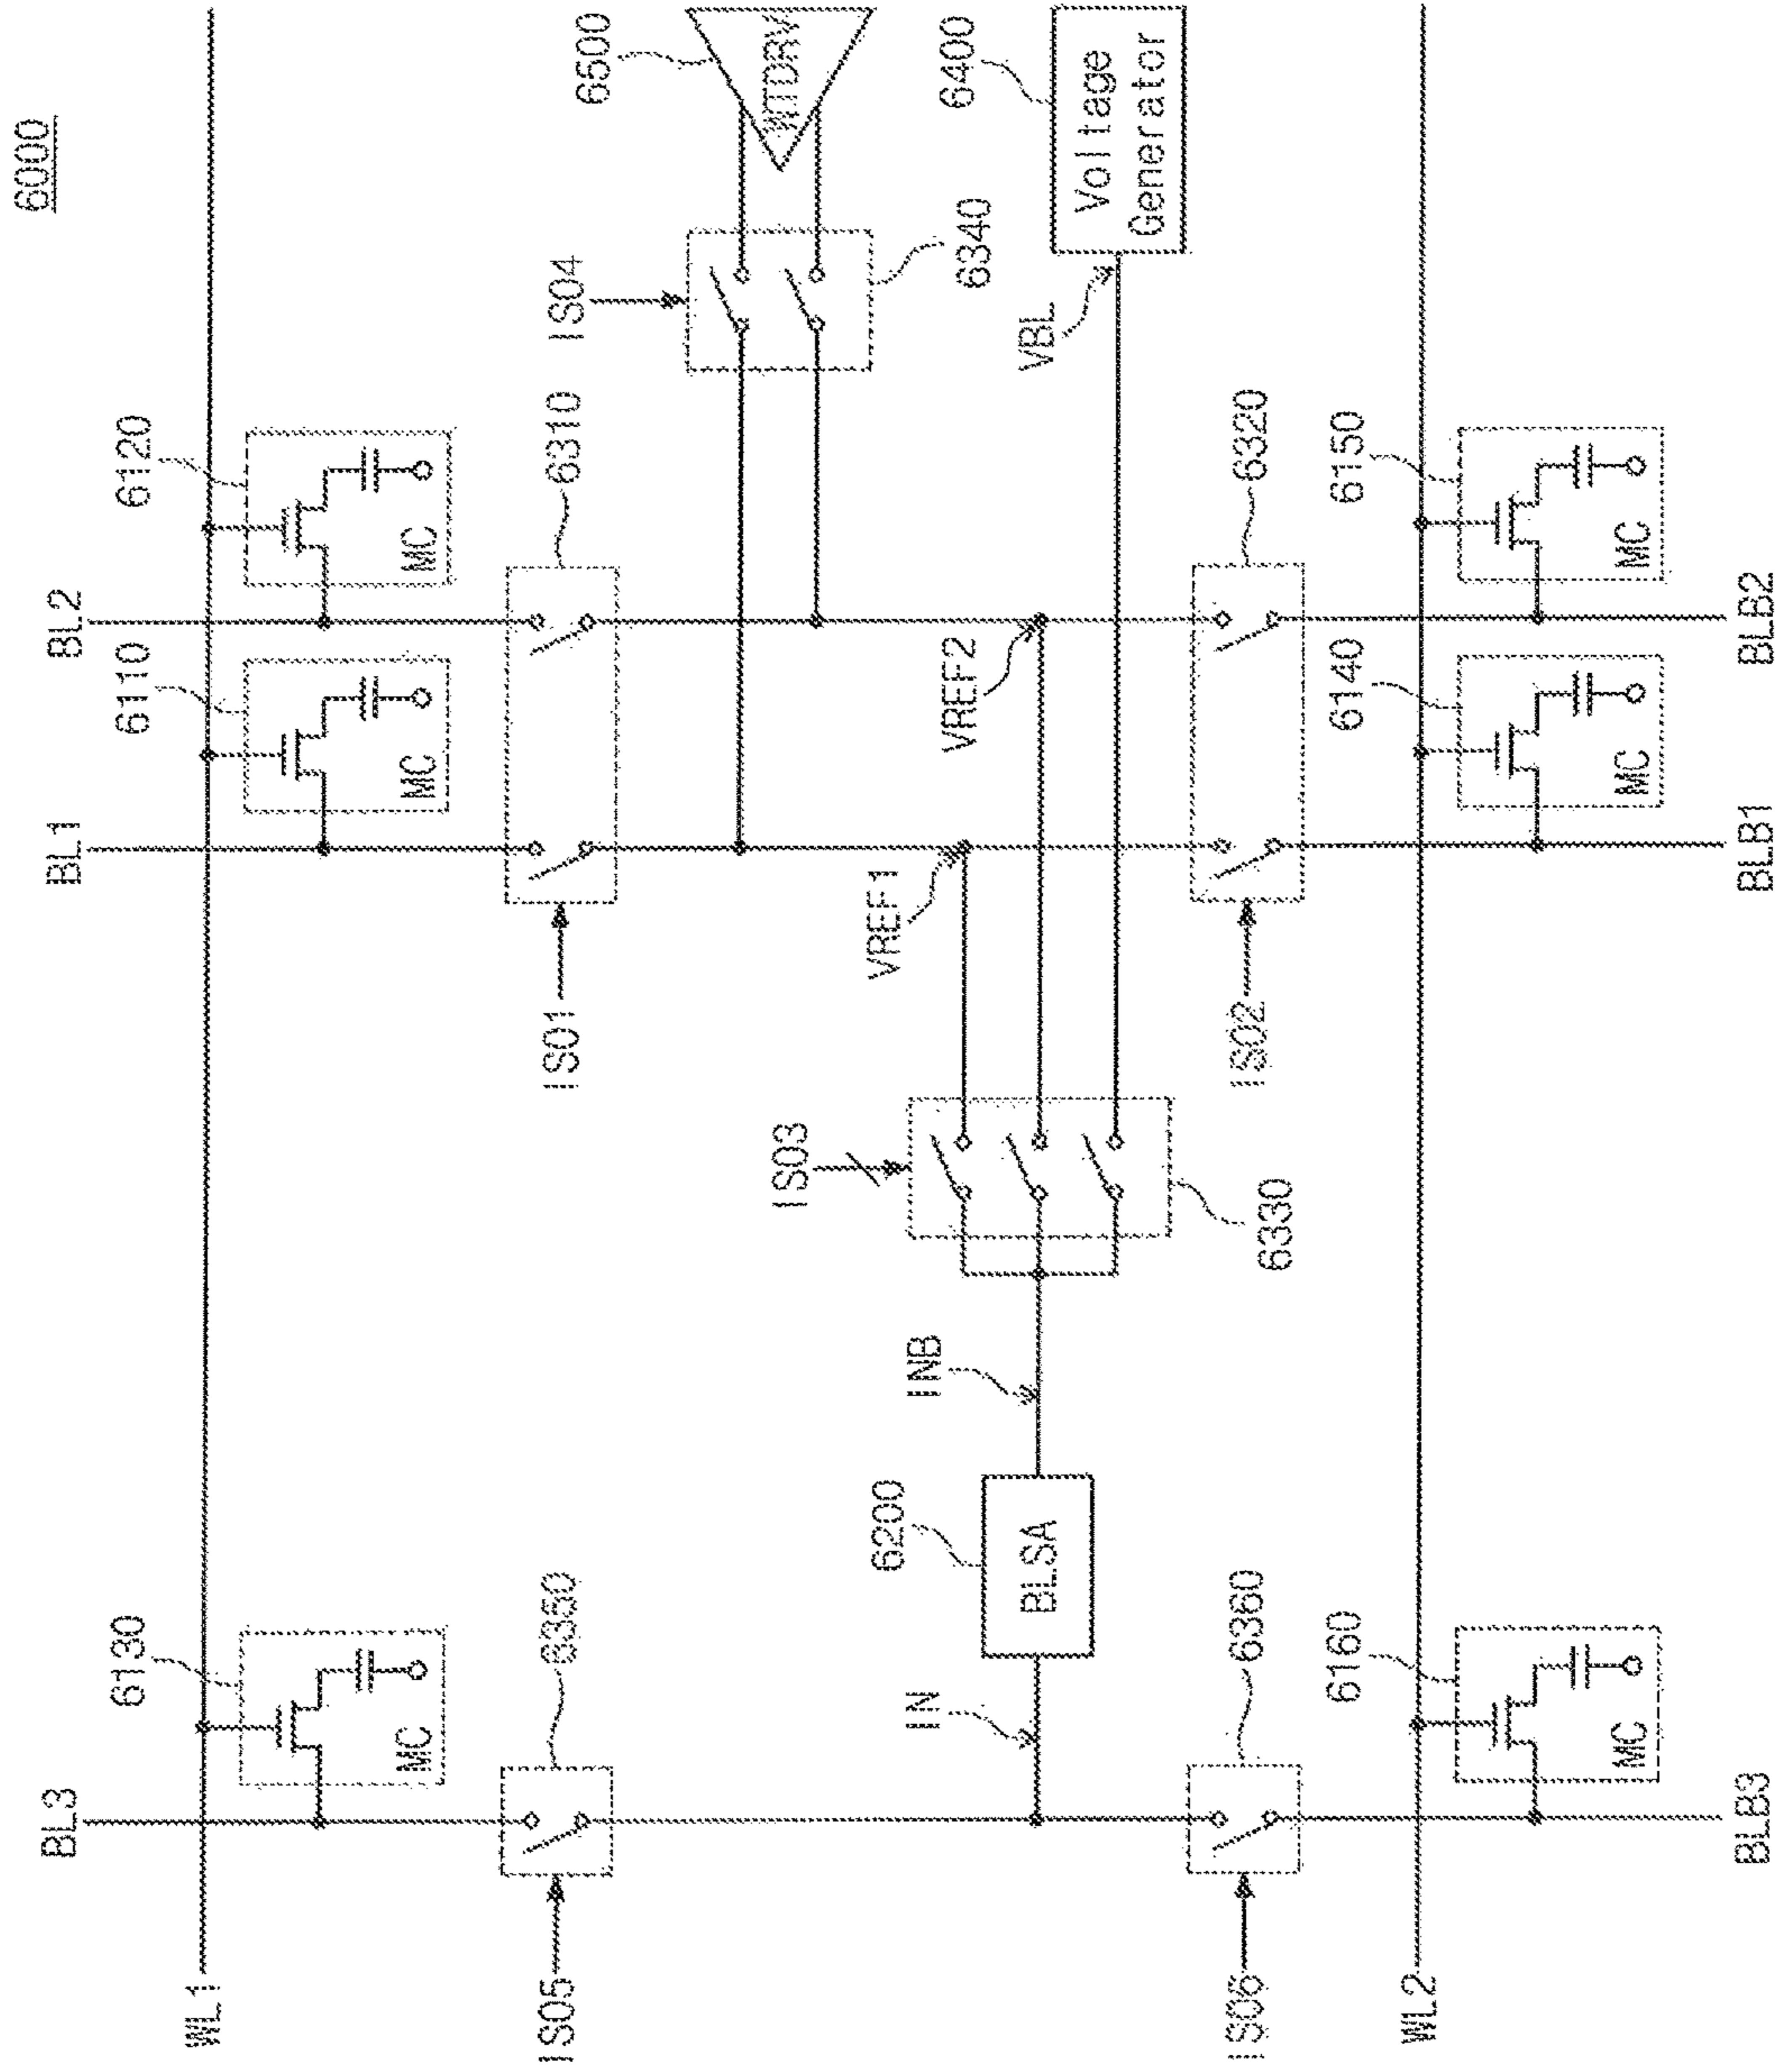 6000
BL3
BL1
BL2
6130
6110
6120
WL1
MC
MC
MC
ISO5
6350
ISO1
6310
ISO4
6500
ISO3
WTDRV
6200
VREF1
IN
INB
VREF2
6340
6400
BLSA
VBL
Voltage
Generator
ISO6
6360
6330
ISO2
6320
6160
6140
6150
WL2
MC
MC
MC
BLB3
BLB1
BLB2